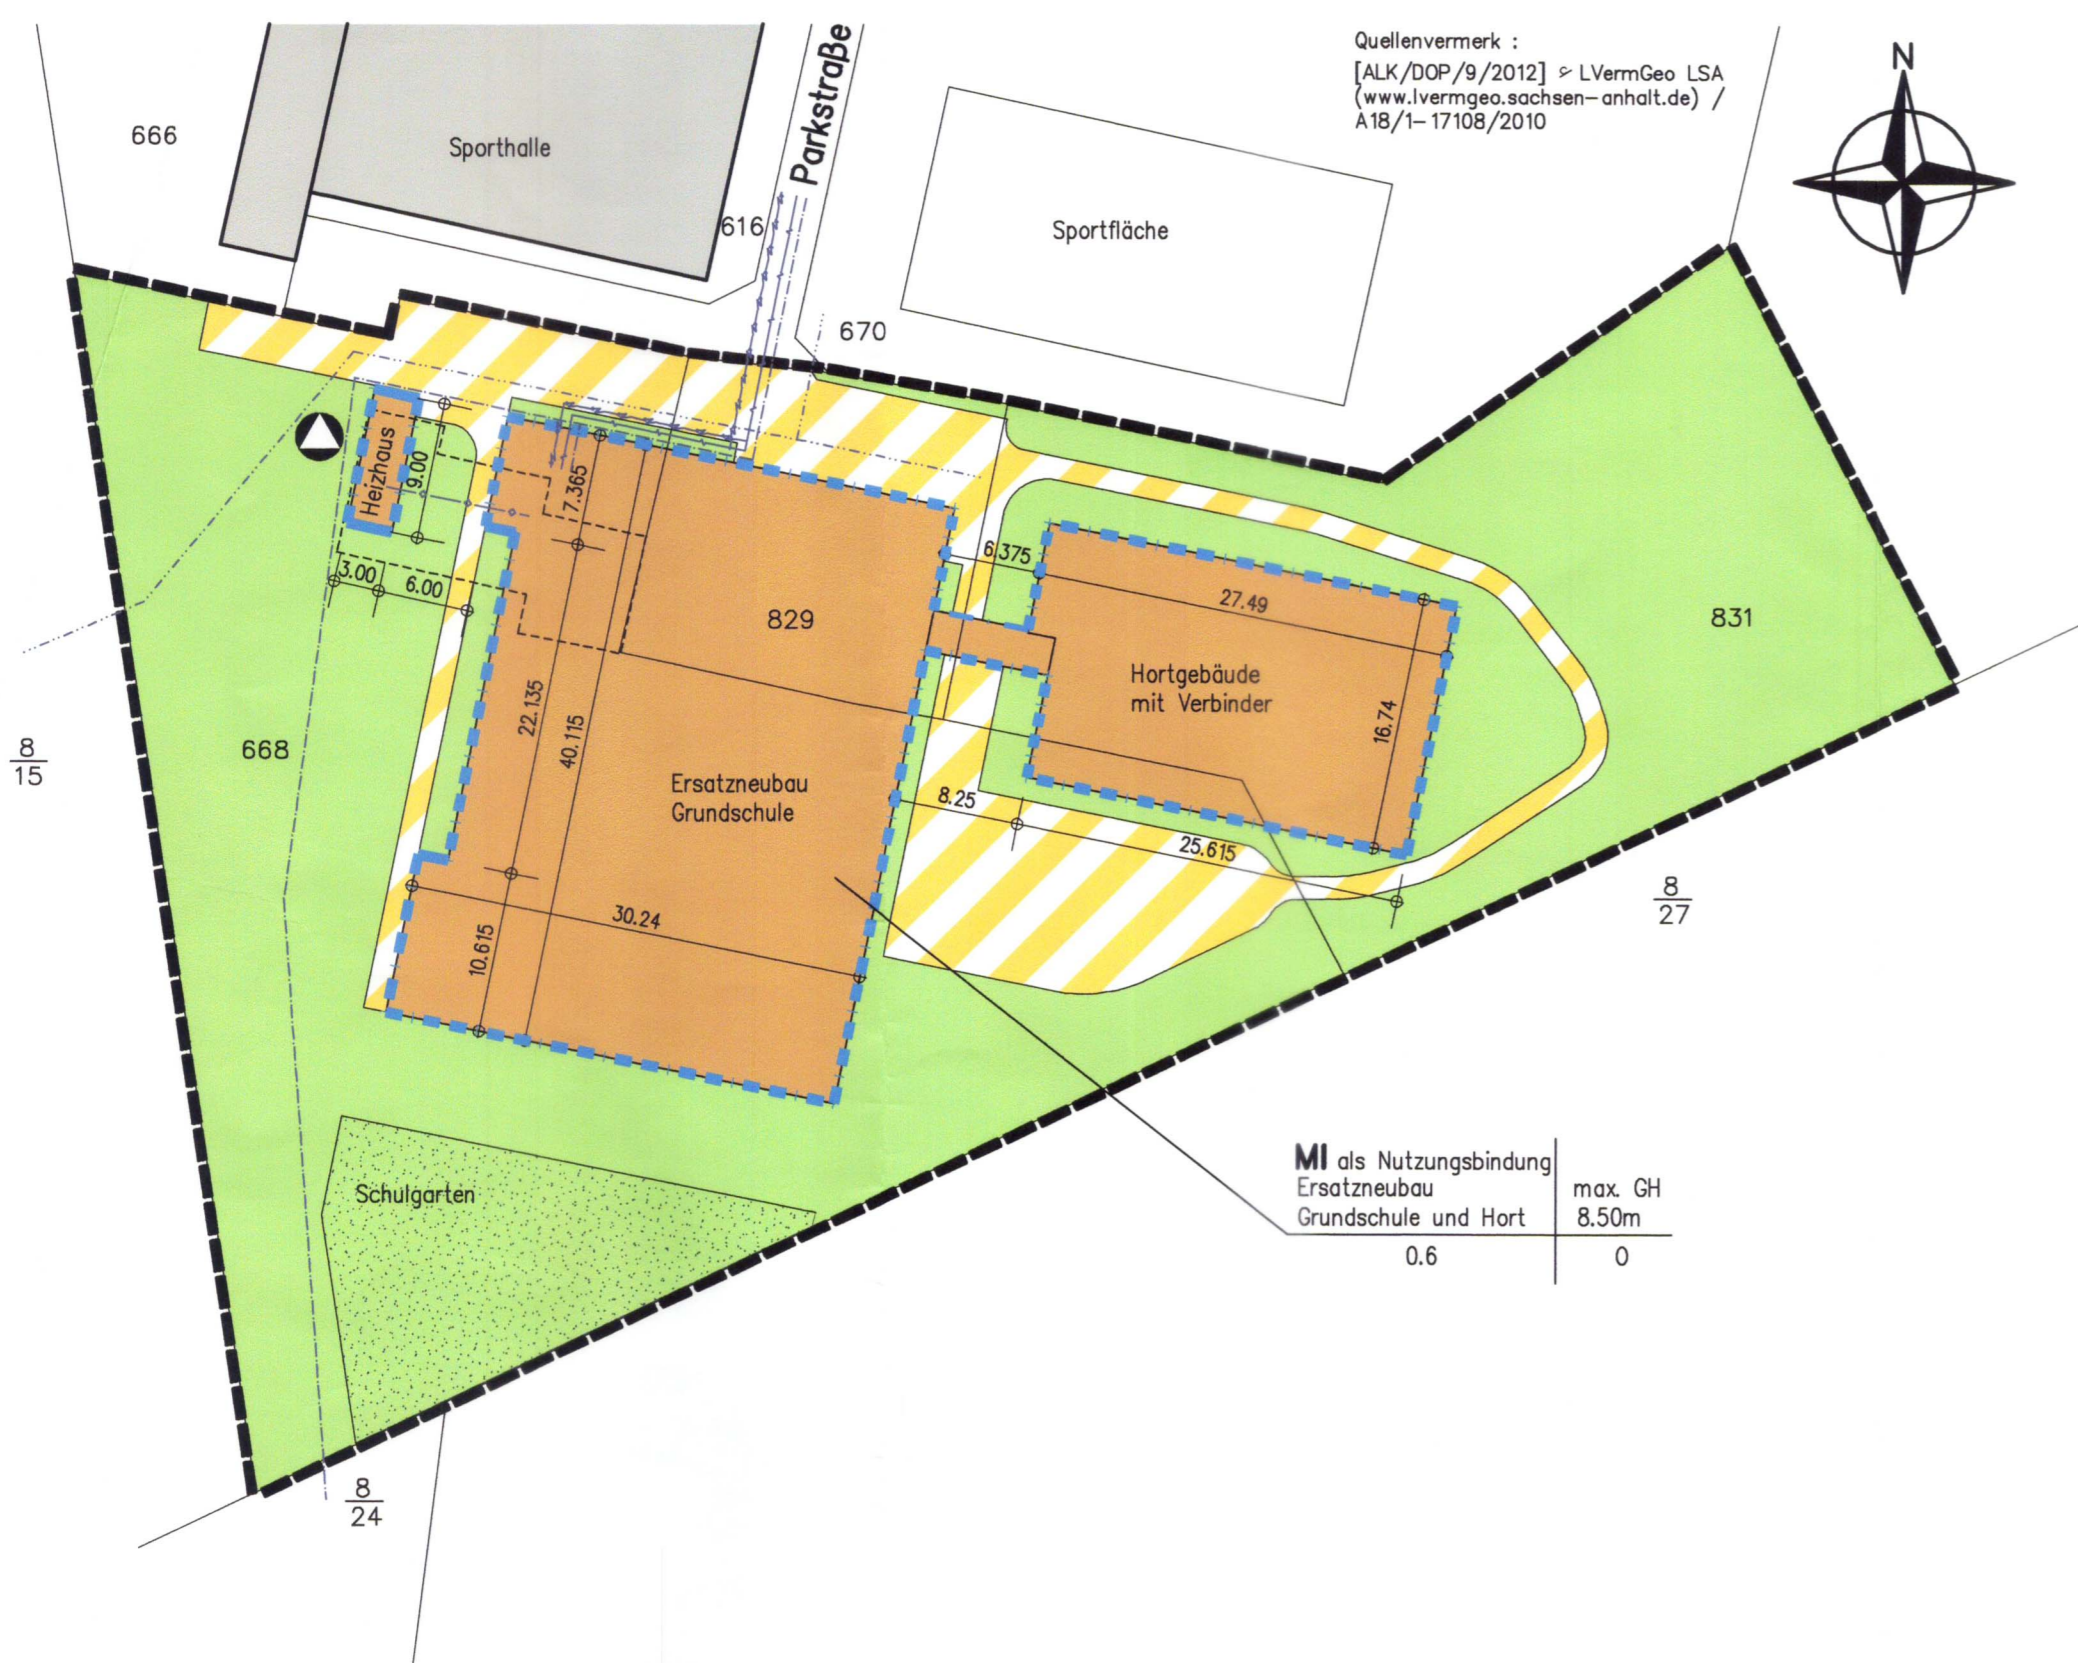 Quellenvermerk :
[ALK/DOP/9/2012] © LVermGeo LSA
(www.lvermgeo.sachsen-anhalt.de) /
A18/1-17108/2010
N
Parkstraße
666
Sporthalle
616
Sportfläche
670
Heizhaus
9.00
7.365
3.00
6.00
6.375
27.49
829
831
Hortgebäude
mit Verbinder
16.74
22.135
40.115
668
8
15
Ersatzneubau
Grundschule
8.25
25.615
8
27
30.24
10.615
MI als Nutzungsbindung
Ersatzneubau
Grundschule und Hort
max. GH
8.50m
0.6
0
Schulgarten
8
24